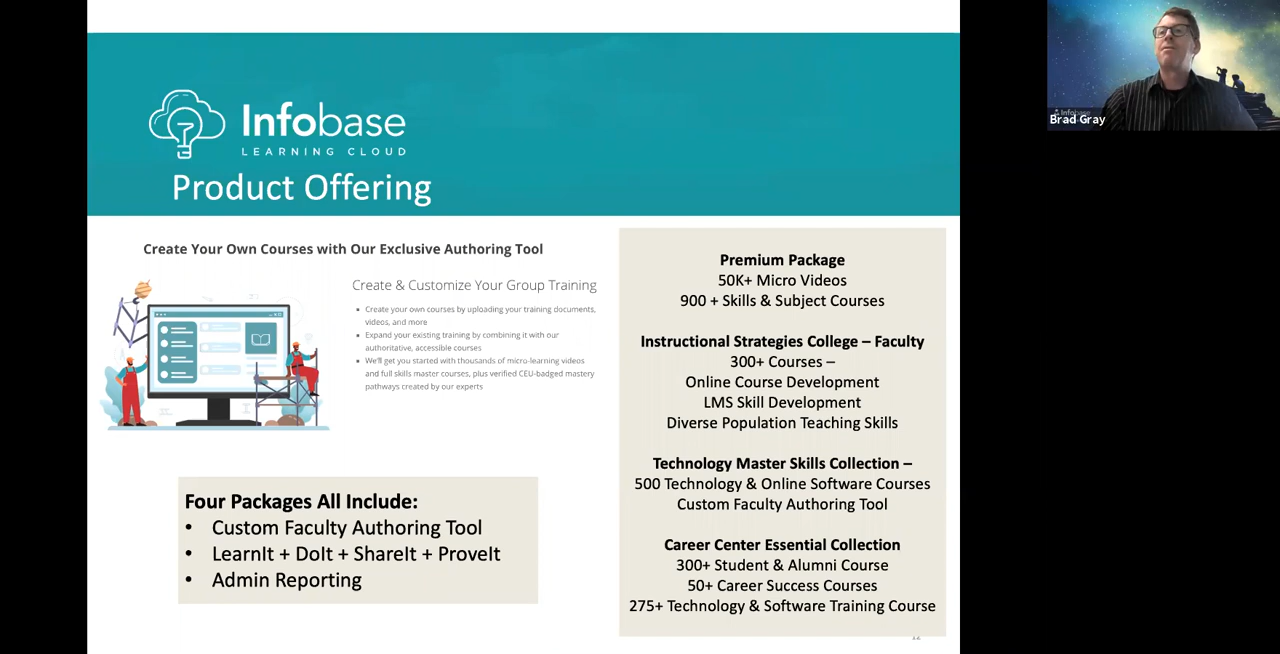 Infobase
LEARNING CLOUD
Product Offering
Create Your Own Courses with Our Exclusive Authoring Tool
Create & Customize Your Group Training
▪ Create your own courses by uploading your training documents,
videos, and more
▪ Expand your existing training by combining it with our
authoritative, accessible courses
▪ We'll get you started with thousands of micro-learning videos
and full skills master courses, plus verified CEU-badged mastery
pathways created by our experts
Four Packages All Include:
• Custom Faculty Authoring Tool
• LearnIt + DoIt + ShareIt + ProveIt
• Admin Reporting
Premium Package
50K+ Micro Videos
900 + Skills & Subject Courses
Instructional Strategies College – Faculty
300+ Courses –
Online Course Development
LMS Skill Development
Diverse Population Teaching Skills
Technology Master Skills Collection –
500 Technology & Online Software Courses
Custom Faculty Authoring Tool
Career Center Essential Collection
300+ Student & Alumni Course
50+ Career Success Courses
275+ Technology & Software Training Course
12
Infobase
Brad Gray